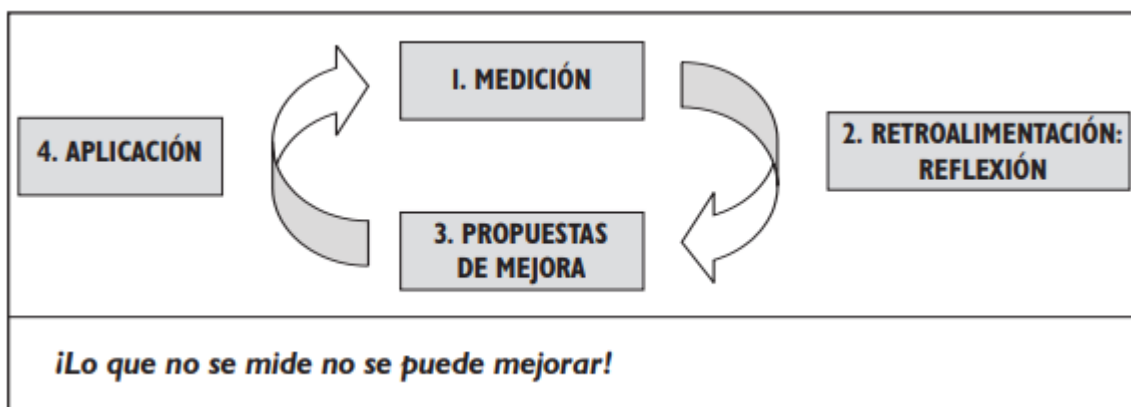 1. MEDICIÓN
2. RETROALIMENTACIÓN:
REFLEXIÓN
3. PROPUESTAS
DE MEJORA
4. APLICACIÓN
¡Lo que no se mide no se puede mejorar!